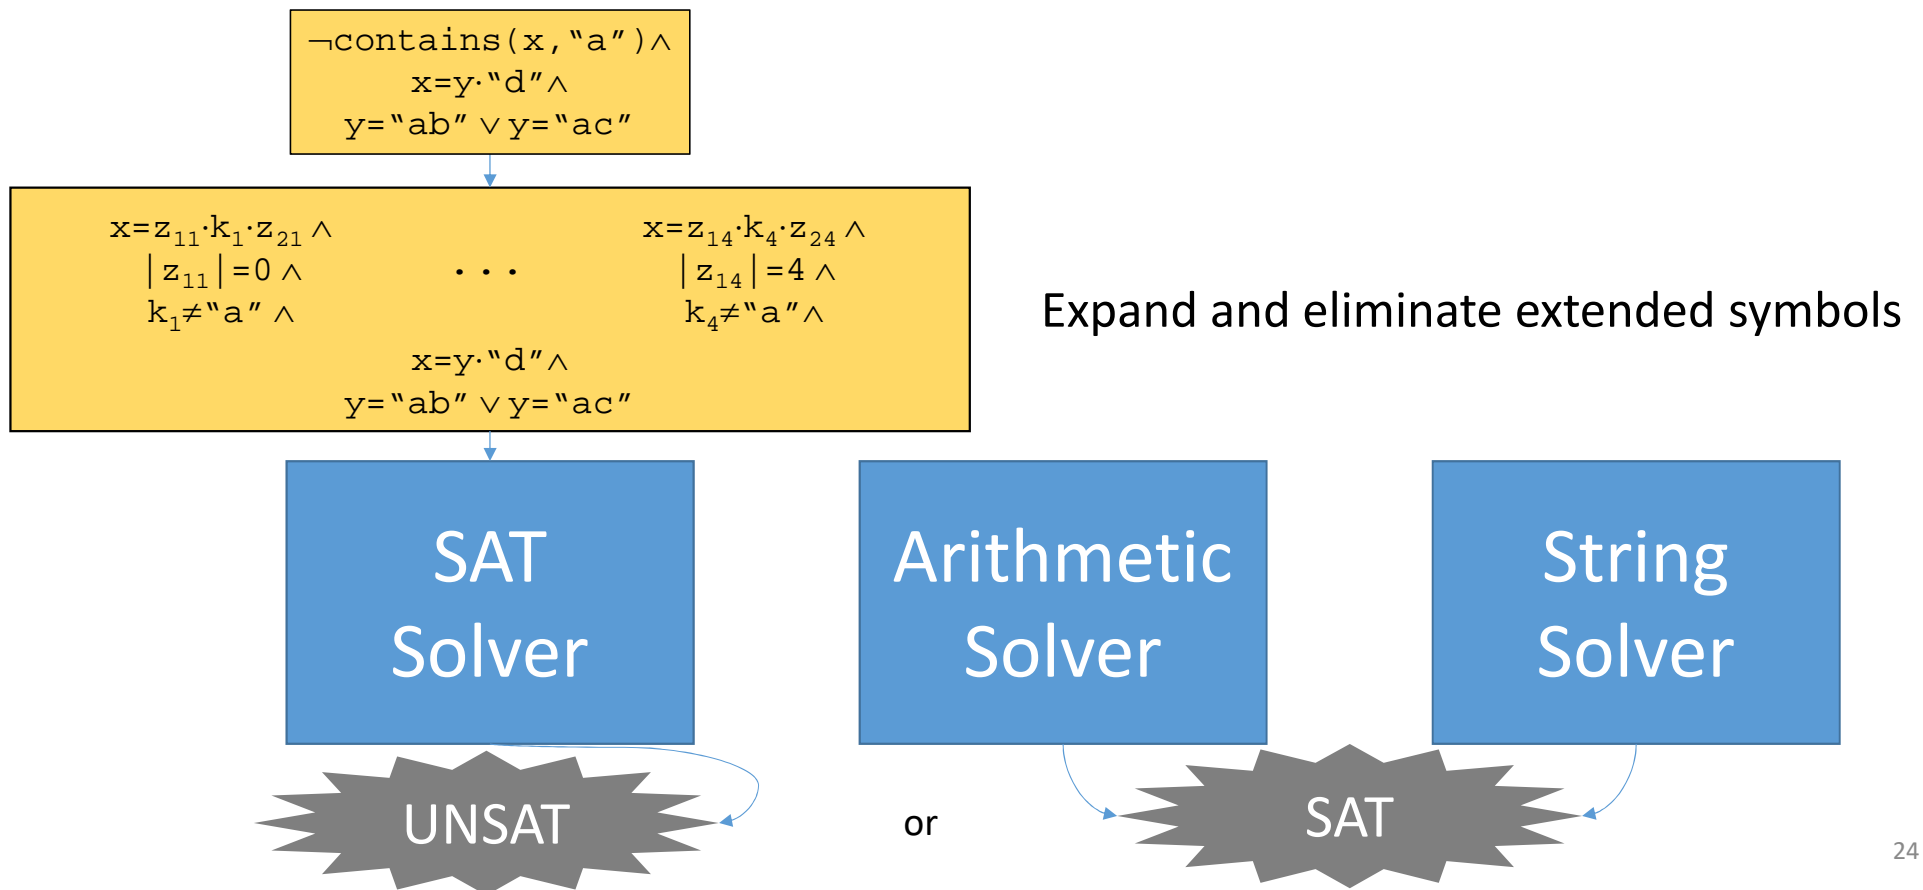 ¬contains(x,“a”)∧
x=y·“d”∧
y=“ab” ∨ y=“ac”
x=z₁₁·k₁·z₂₁ ∧
|z₁₁|=0 ∧
k₁≠“a” ∧
...
x=z₁₄·k₄·z₂₄ ∧
|z₁₄|=4 ∧
k₄≠“a”∧
x=y·“d”∧
y=“ab” ∨ y=“ac”
Expand and eliminate extended symbols
SAT
Solver
Arithmetic
Solver
String
Solver
UNSAT
or
SAT
24